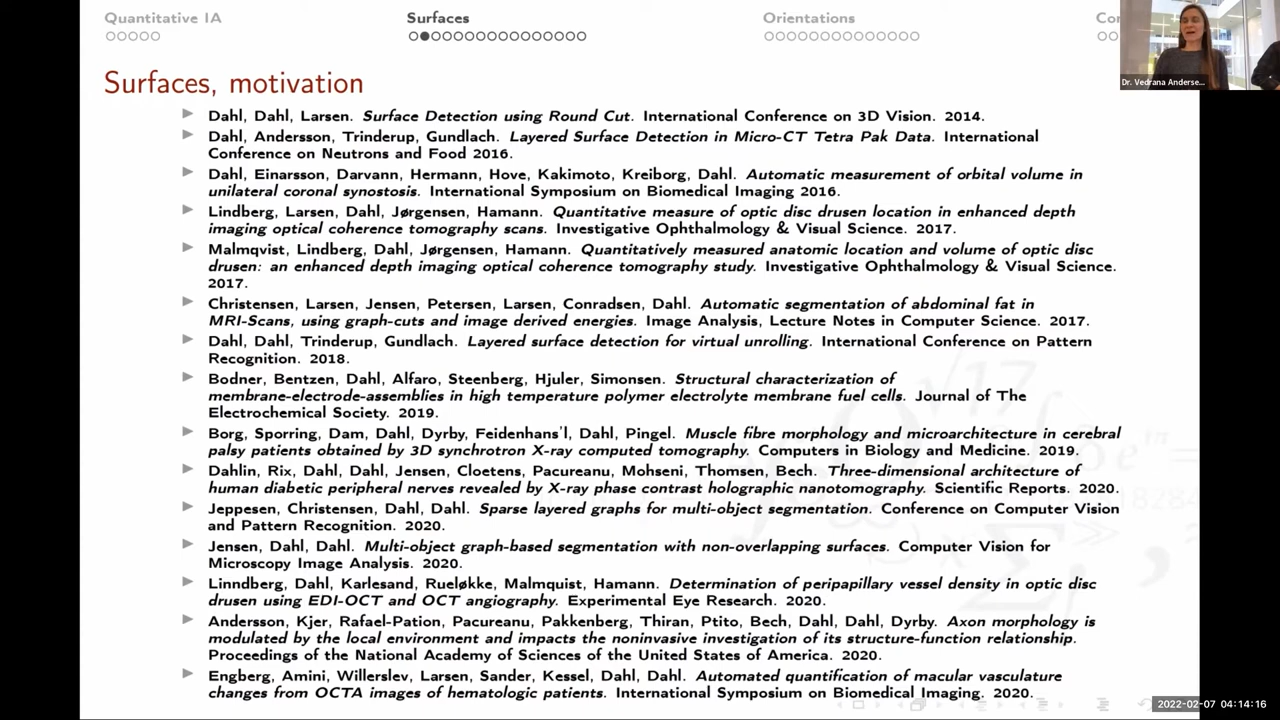 Quantitative IA
Surfaces
Orientations
Dr. Vedrana Anderse...
Surfaces, motivation
Dahl, Dahl, Larsen. Surface Detection using Round Cut. International Conference on 3D Vision. 2014.
Dahl, Andersson, Trinderup, Gundlach. Layered Surface Detection in Micro-CT Tetra Pak Data. International
Conference on Neutrons and Food 2016.
Dahl, Einarsson, Darvann, Hermann, Hove, Kakimoto, Kreiborg, Dahl. Automatic measurement of orbital volume in
unilateral coronal synostosis. International Symposium on Biomedical Imaging 2016.
Lindberg, Larsen, Dahl, Jørgensen, Hamann. Quantitative measure of optic disc drusen location in enhanced depth
imaging optical coherence tomography scans. Investigative Ophthalmology & Visual Science. 2017.
Malmqvist, Lindberg, Dahl, Jørgensen, Hamann. Quantitatively measured anatomic location and volume of optic disc
drusen: an enhanced depth imaging optical coherence tomography study. Investigative Ophthalmology & Visual Science.
2017.
Christensen, Larsen, Jensen, Petersen, Larsen, Conradsen, Dahl. Automatic segmentation of abdominal fat in
MRI-Scans, using graph-cuts and image derived energies. Image Analysis, Lecture Notes in Computer Science. 2017.
Dahl, Dahl, Trinderup, Gundlach. Layered surface detection for virtual unrolling. International Conference on Pattern
Recognition. 2018.
Bodner, Bentzen, Dahl, Alfaro, Steenberg, Hjuler, Simonsen. Structural characterization of
membrane-electrode-assemblies in high temperature polymer electrolyte membrane fuel cells. Journal of The
Electrochemical Society. 2019.
Borg, Sporring, Dam, Dahl, Dyrby, Feidenhans'l, Dahl, Pingel. Muscle fibre morphology and microarchitecture in cerebral
palsy patients obtained by 3D synchrotron X-ray computed tomography. Computers in Biology and Medicine. 2019.
Dahlin, Rix, Dahl, Dahl, Jensen, Cloetens, Pacureanu, Mohseni, Thomsen, Bech. Three-dimensional architecture of
human diabetic peripheral nerves revealed by X-ray phase contrast holographic nanotomography. Scientific Reports. 2020.
Jeppesen, Christensen, Dahl, Dahl. Sparse layered graphs for multi-object segmentation. Conference on Computer Vision
and Pattern Recognition. 2020.
Jensen, Dahl, Dahl. Multi-object graph-based segmentation with non-overlapping surfaces. Computer Vision for
Microscopy Image Analysis. 2020.
Linndberg, Dahl, Karlesand, Rueløkke, Malmquist, Hamann. Determination of peripapillary vessel density in optic disc
drusen using EDI-OCT and OCT angiography. Experimental Eye Research. 2020.
Andersson, Kjer, Rafael-Pation, Pacureanu, Pakkenberg, Thiran, Ptito, Bech, Dahl, Dahl, Dyrby. Axon morphology is
modulated by the local environment and impacts the noninvasive investigation of its structure-function relationship.
Proceedings of the National Academy of Sciences of the United States of America. 2020.
Engberg, Amini, Willerslev, Larsen, Sander, Kessel, Dahl, Dahl. Automated quantification of macular vasculature
changes from OCTA images of hematologic patients. International Symposium on Biomedical Imaging. 2020.
2022-02-07 04:14:16